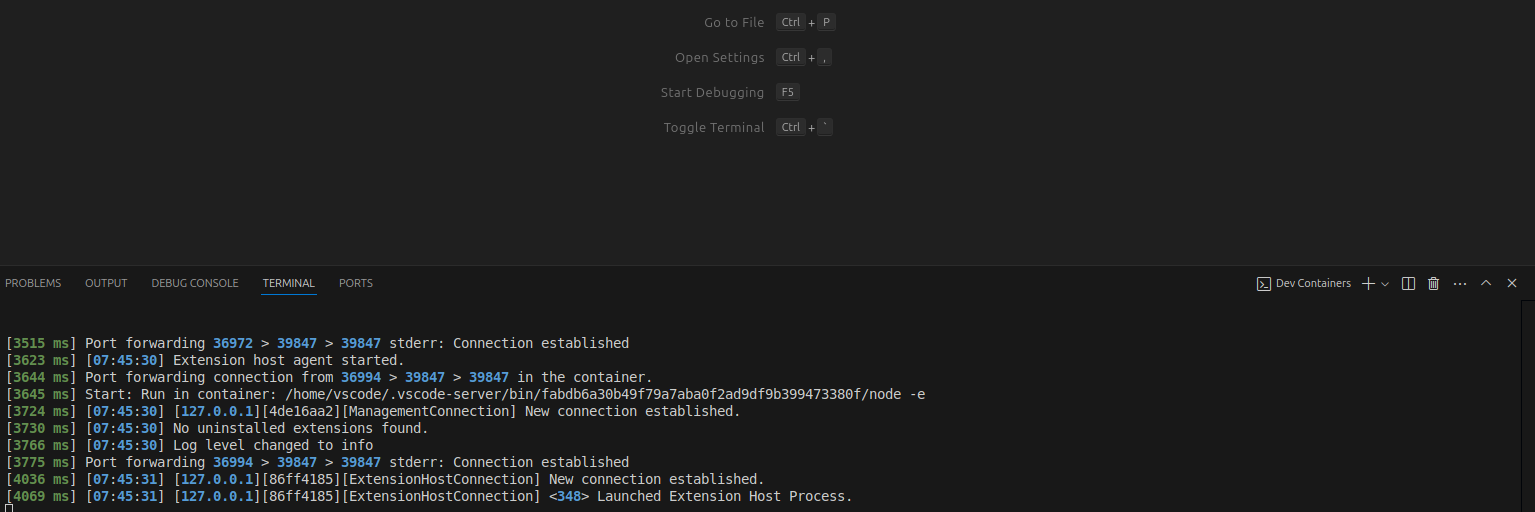 Go to File Ctrl + P
Open Settings Ctrl + ,
Start Debugging F5
Toggle Terminal Ctrl + `
PROBLEMS OUTPUT DEBUG CONSOLE TERMINAL PORTS Dev Containers
[3515 ms] Port forwarding 36972 > 39847 > 39847 stderr: Connection established
[3623 ms] [07:45:30] Extension host agent started.
[3644 ms] Port forwarding connection from 36994 > 39847 > 39847 in the container.
[3645 ms] Start: Run in container: /home/vscode/.vscode-server/bin/fabdb6a30b49f79a7aba0f2ad9df9b399473380f/node -e
[3724 ms] [07:45:30] [127.0.0.1][4de16aa2][ManagementConnection] New connection established.
[3730 ms] [07:45:30] No uninstalled extensions found.
[3766 ms] [07:45:30] Log level changed to info
[3775 ms] Port forwarding 36994 > 39847 > 39847 stderr: Connection established
[4036 ms] [07:45:31] [127.0.0.1][86ff4185][ExtensionHostConnection] New connection established.
[4069 ms] [07:45:31] [127.0.0.1][86ff4185][ExtensionHostConnection] <348> Launched Extension Host Process.